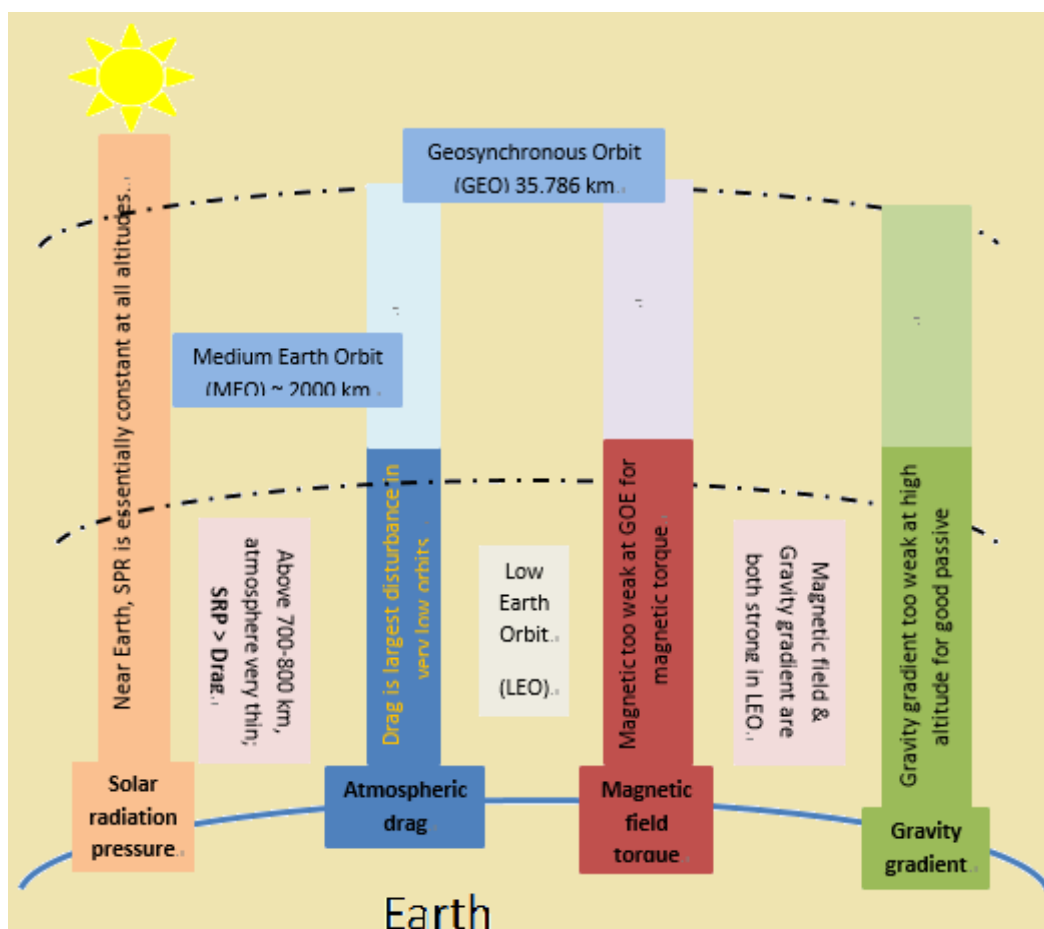 Geosynchronous Orbit
(GEO) 35.786 km
Near Earth, SPR is essentially constant at all altitudes..
Medium Earth Orbit
(MEO) ~ 2000 km
Above 700-800 km,
atmosphere very thin;
SRP > Drag.
Drag is largest disturbance in
very low orbits
Low
Earth
Orbit.
(LEO).
Magnetic too weak at GOE for
magnetic torque
Magnetic field &
Gravity gradient are
both strong in LEO.
Gravity gradient too weak at high
altitude for good passive
Solar
radiation
pressure.
Atmospheric
drag
Magnetic
field
torque
Gravity
gradient.
Earth